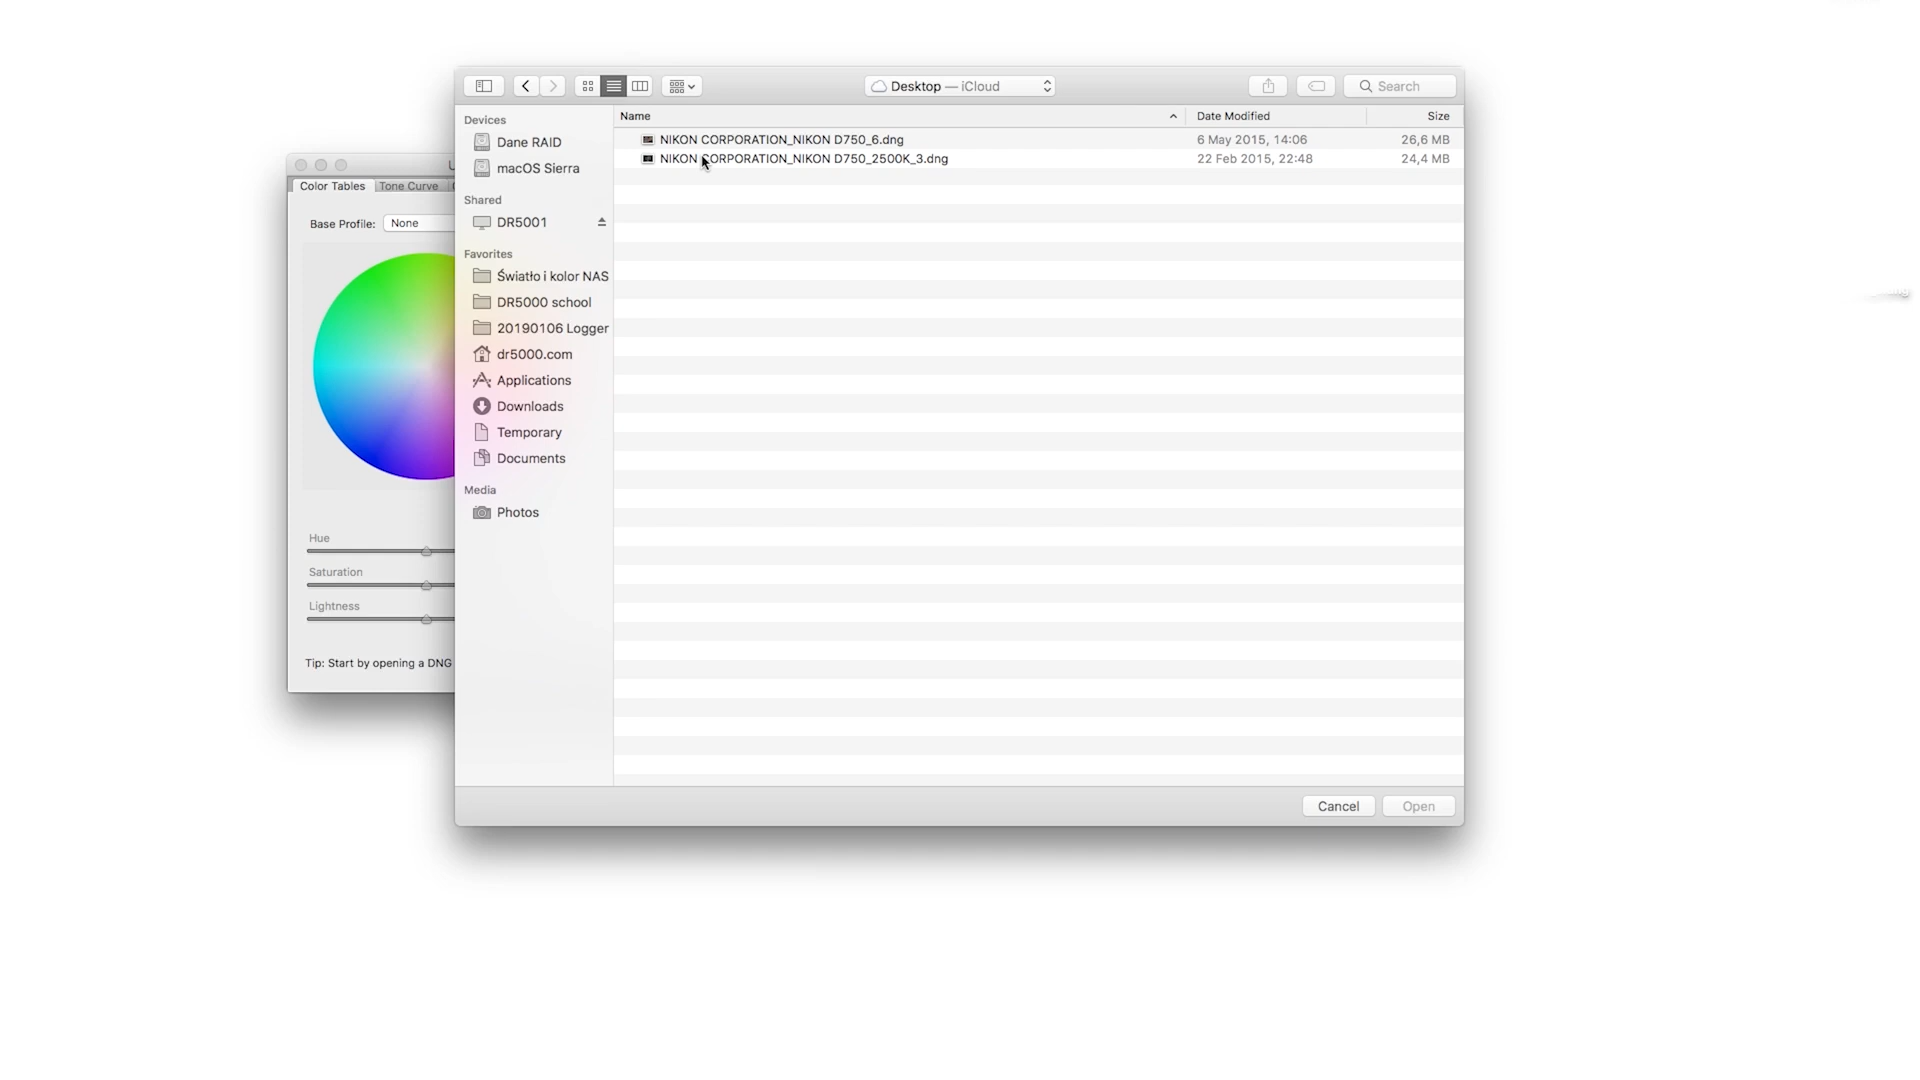 Desktop — iCloud
Search
Devices
Dane RAID
macOS Sierra
Shared
DR5001
Favorites
Światło i kolor NAS
DR5000 school
20190106 Logger
dr5000.com
Applications
Downloads
Temporary
Documents
Media
Photos
Name
Date Modified
Size
NIKON CORPORATION_NIKON D750_6.dng
6 May 2015, 14:06
26,6 MB
NIKON CORPORATION_NIKON D750_2500K_3.dng
22 Feb 2015, 22:48
24,4 MB
Cancel
Open
Color Tables
Tone Curve
Base Profile:
None
Hue
Saturation
Lightness
Tip: Start by opening a DNG